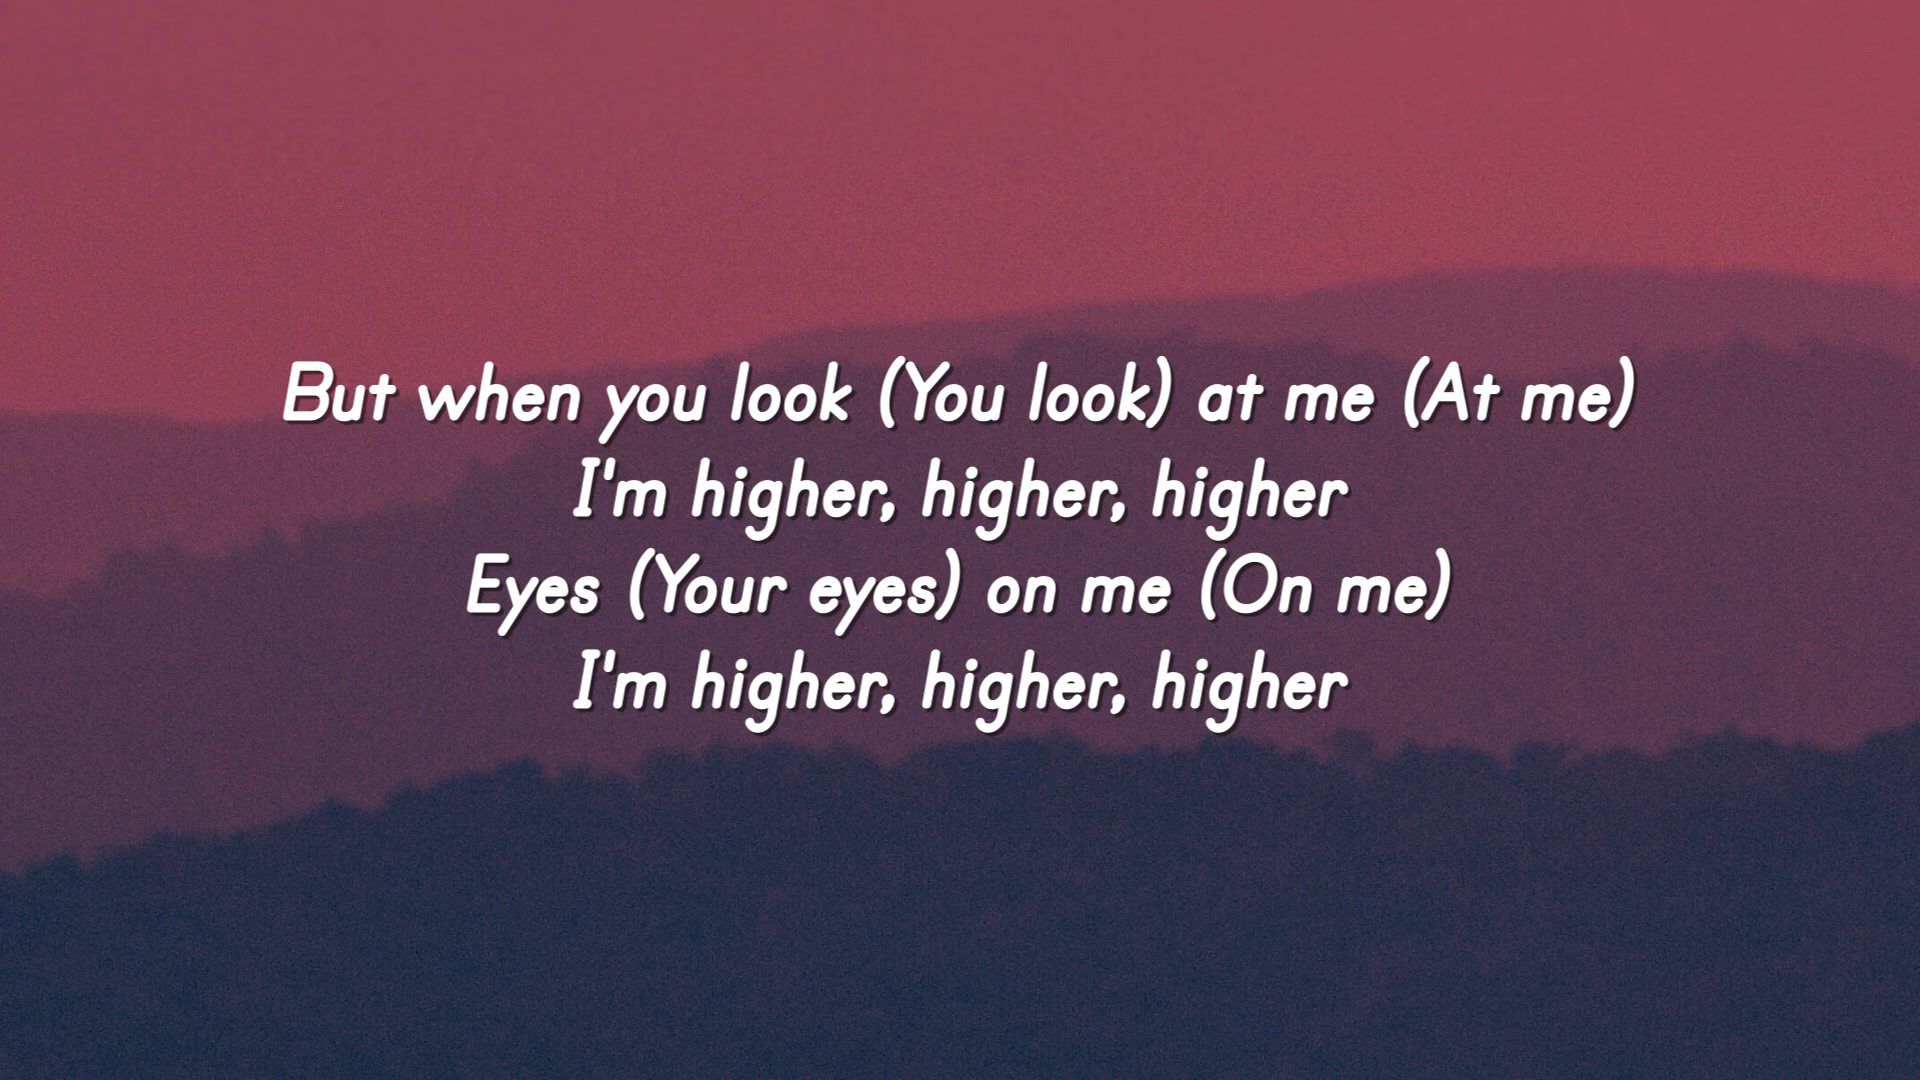 But when you look (You look) at me (At me)
I'm higher, higher, higher
Eyes (Your eyes) on me (On me)
I'm higher, higher, higher